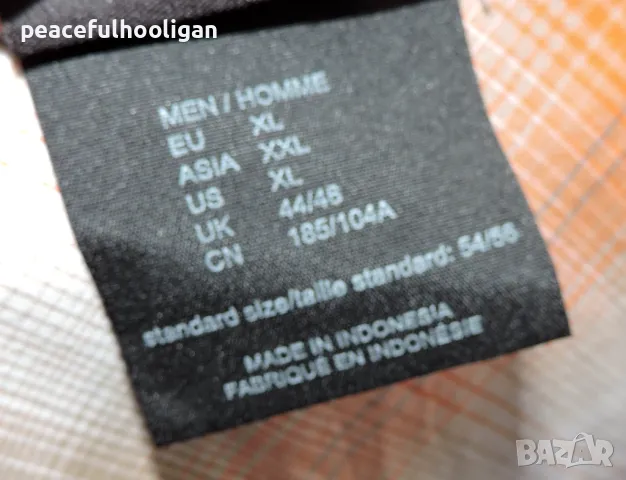 peacefulhooligan
MEN / HOMME
EU XL
ASIA XXL
US XL
UK 44/46
CN 185/104A
standard size/taille standard: 54/56
MADE IN INDONESIA
FABRIQUÉ EN INDONÉSIE
BAZAR
bg